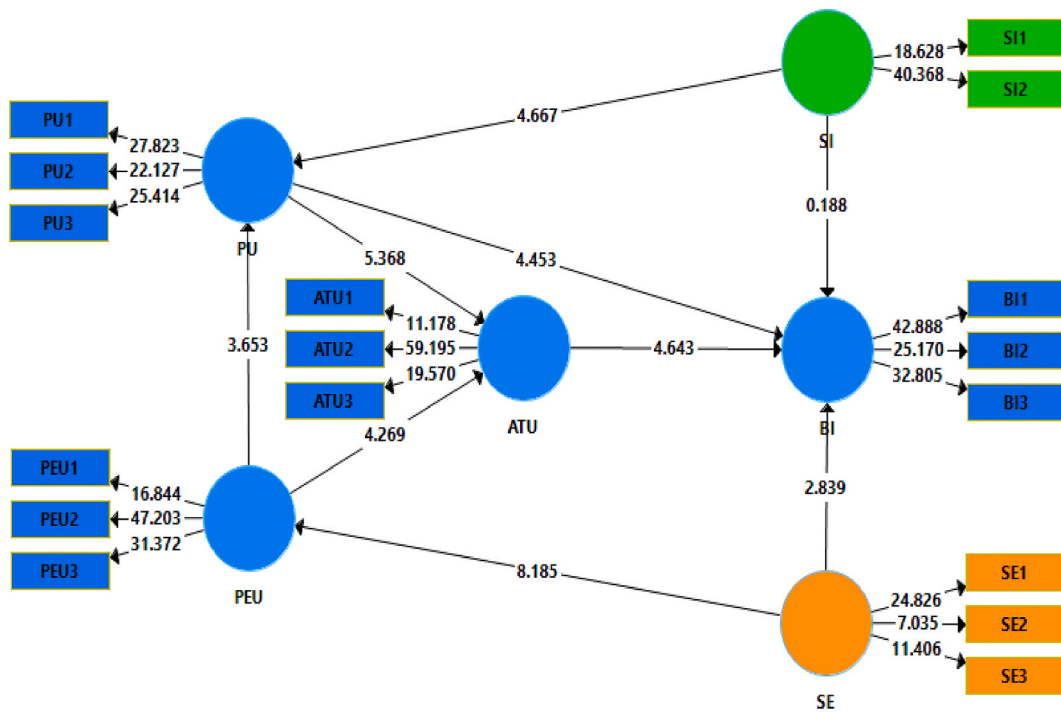 SI1
18.628
40.368
SI2
SI
PU1
27.823
PU2
22.127
25.414
PU3
PU
4.667
0.188
5.368
4.453
ATU1
11.178
ATU2
59.195
19.570
ATU3
ATU
3.653
4.643
BI1
42.888
25.170
BI2
32.805
BI3
BI
4.269
PEU1
16.844
PEU2
47.203
31.372
PEU3
PEU
2.839
8.185
SE1
24.826
7.035
SE2
11.406
SE3
SE